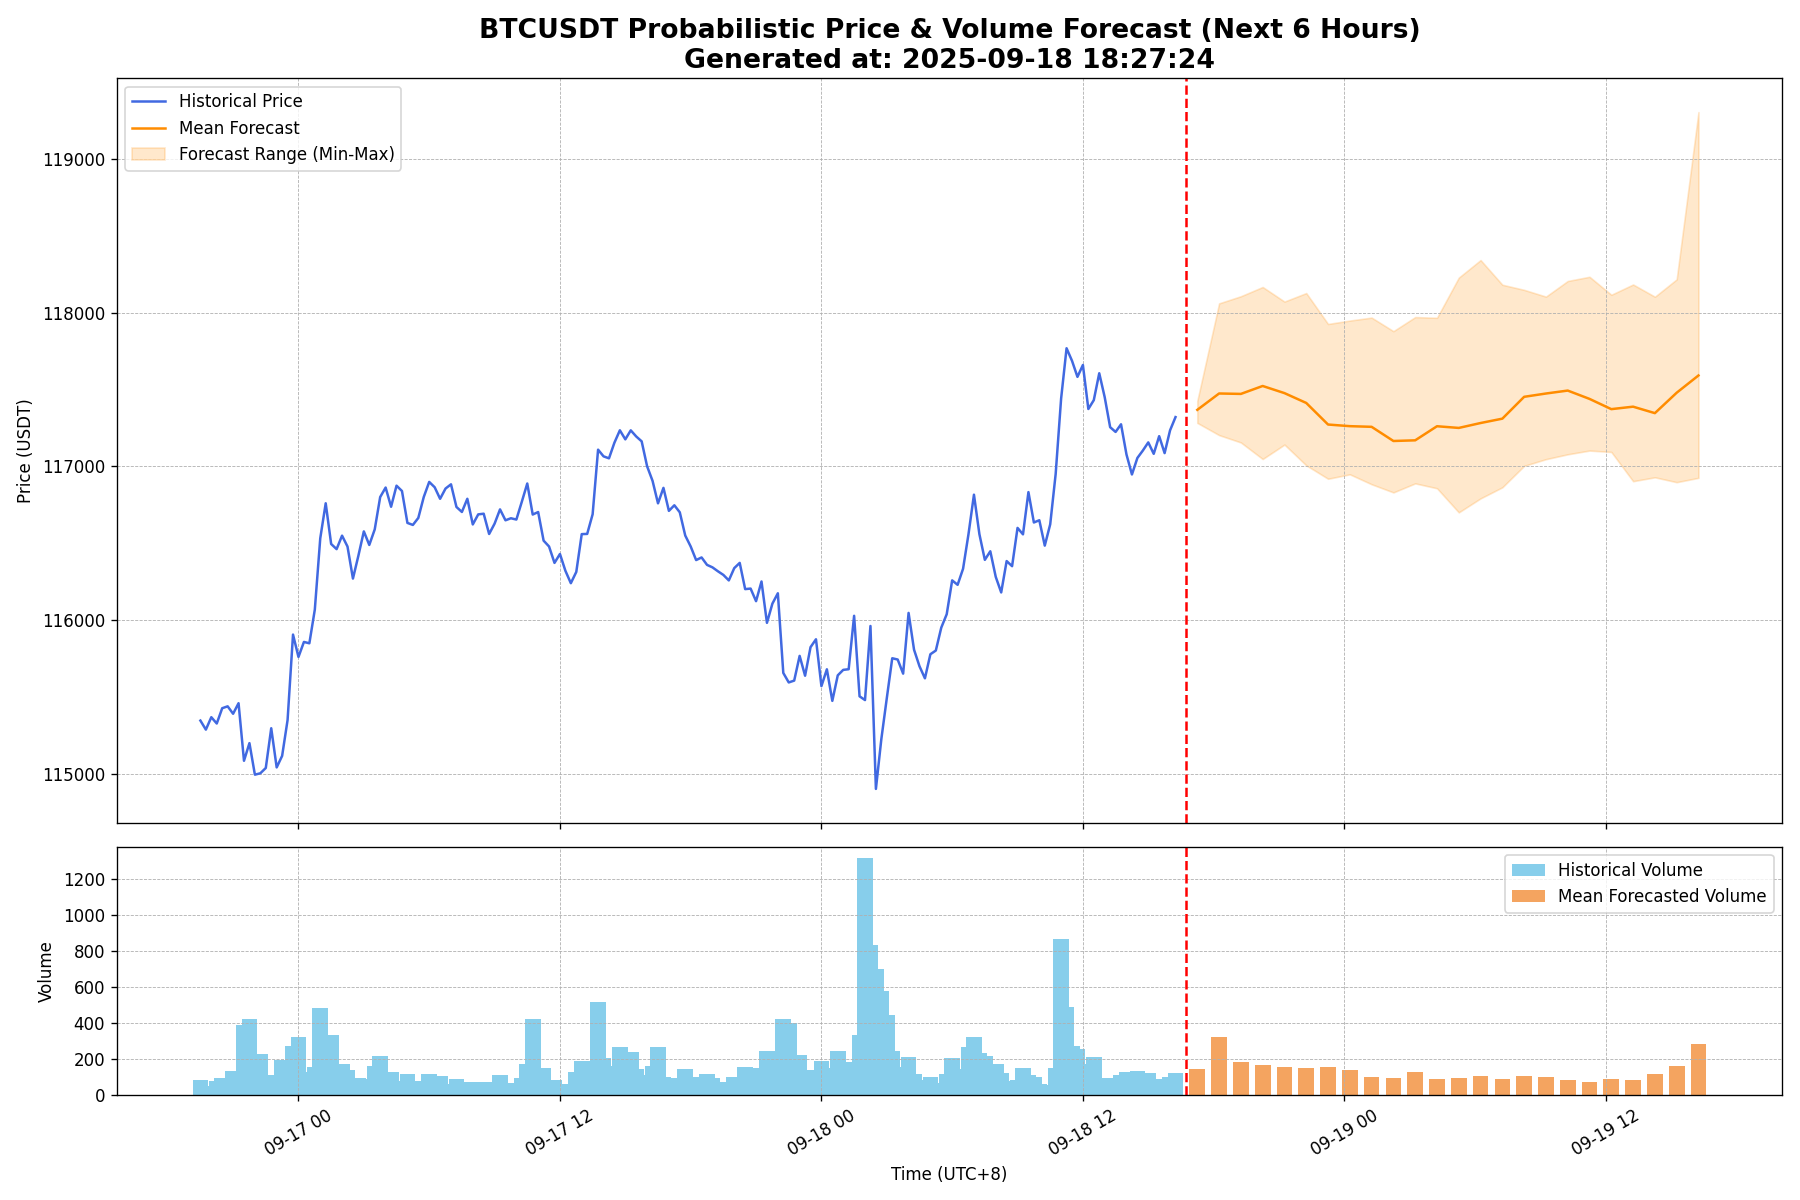 BTCUSDT Probabilistic Price & Volume Forecast (Next 6 Hours)
Generated at: 2025-09-18 18:27:24
Historical Price
Mean Forecast
Forecast Range (Min-Max)
119000
118000
117000
116000
115000
Price (USDT)
Historical Volume
Mean Forecasted Volume
1200
1000
800
600
400
200
0
Volume
09-17 00
09-17 12
09-18 00
09-18 12
09-19 00
09-19 12
Time (UTC+8)